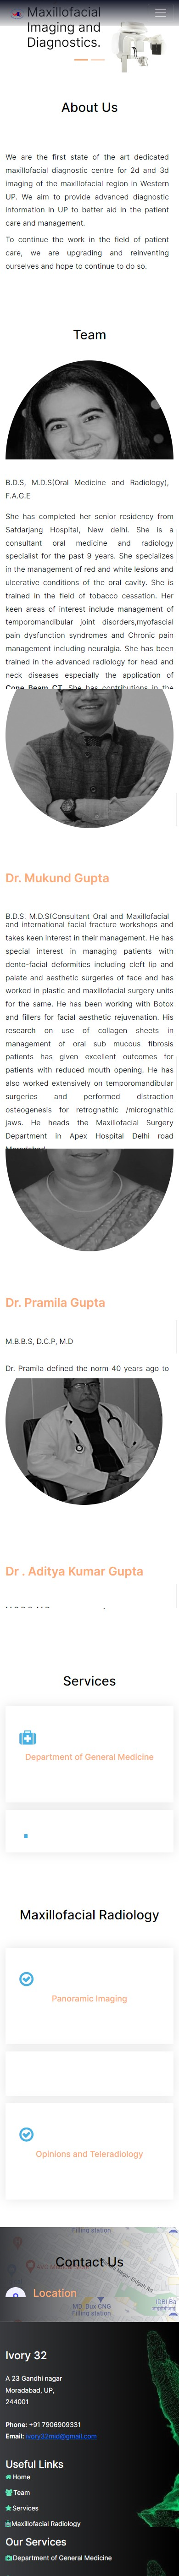 Maxillofacial
Imaging and
Diagnostics.
About Us
We are the first state of the art dedicated
maxillofacial diagnostic centre for 2d and 3d
imaging of the maxillofacial region in Western
UP. We aim to provide advanced diagnostic
information in UP to better aid in the patient
care and management.
To continue the work in the field of patient
care, we are upgrading and reinventing
ourselves and hope to continue to do so.
Team
B.D.S, M.D.S(Oral Medicine and Radiology),
F.A.G.E
She has completed her senior residency from
Safdarjang Hospital, New delhi. She is a
consultant oral medicine and radiology
specialist for the past 9 years. She specializes
in the management of red and white lesions and
ulcerative conditions of the oral cavity. She is
trained in the field of tobacco cessation. Her
keen areas of interest include management of
temporomandibular joint disorders,myofascial
pain dysfunction syndromes and Chronic pain
management including neuralgia. She has been
trained in the advanced radiology for head and
neck diseases especially the application of
Cone Beam CT. She has contributions in the
Dr. Mukund Gupta
B.D.S. M.D.S(Consultant Oral and Maxillofacial
and international facial fracture workshops and
takes keen interest in their management. He has
special interest in managing patients with
dento-facial deformities including cleft lip and
palate and aesthetic surgeries of face and has
worked in plastic and maxillofacial surgery units
for the same. He has been working with Botox
and fillers for facial aesthetic rejuvenation. His
research on use of collagen sheets in
management of oral sub mucous fibrosis
patients has given excellent outcomes for
patients with reduced mouth opening. He has
also worked extensively on temporomandibular
surgeries and performed distraction
osteogenesis for retrognathic /micrognathic
jaws. He heads the Maxillofacial Surgery
Department in Apex Hospital Delhi road
Dr. Pramila Gupta
M.B.B.S, D.C.P, M.D
Dr. Pramila defined the norm 40 years ago to
Dr . Aditya Kumar Gupta
Services
Department of General Medicine
Maxillofacial Radiology
Panoramic Imaging
Opinions and Teleradiology
Filling station
Contact Us
Location
MB Gus CNG
Filling station
Ivory 32
A 23 Gandhi nagar
Moradabad, UP,
244001
Phone: +91 7906909331
Email: ivory32mid@gmail.com
Useful Links
Home
Team
Services
Maxillofacial Radiology
Our Services
Department of General Medicine